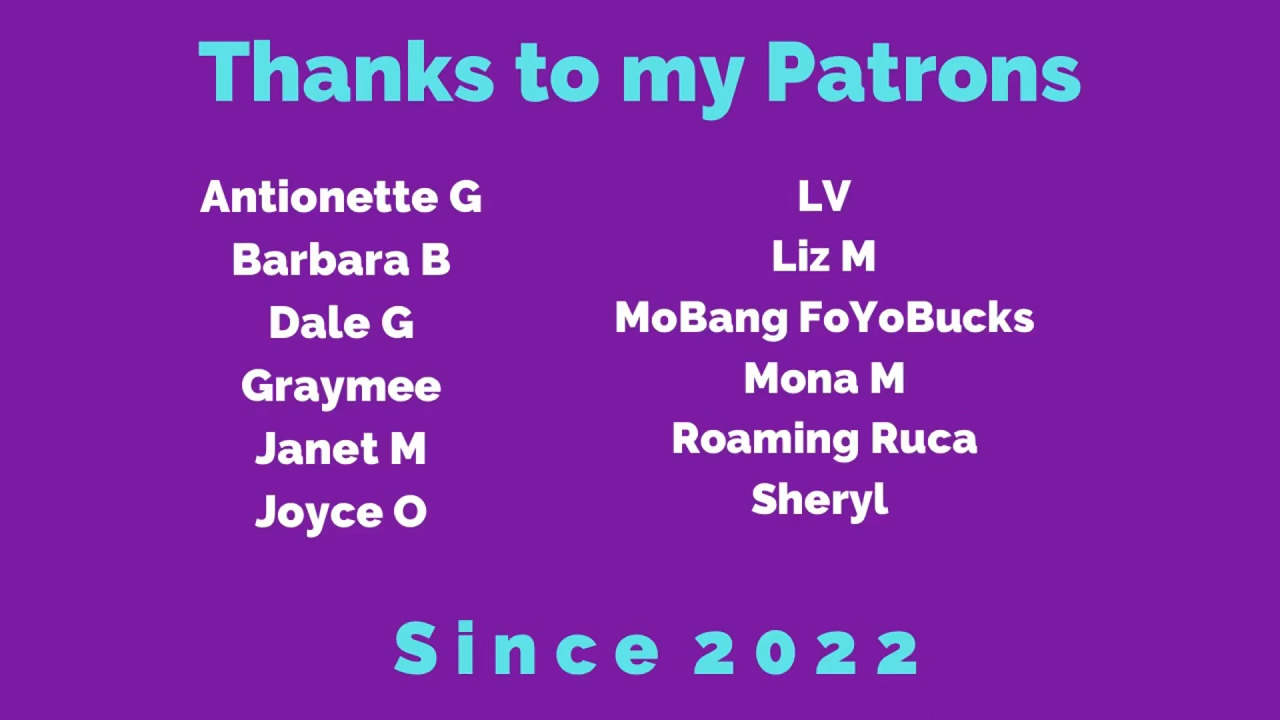 Thanks to my Patrons
Antionette G
Barbara B
Dale G
Graymee
Janet M
Joyce O
LV
Liz M
MoBang FoYoBucks
Mona M
Roaming Ruca
Sheryl
Since 2022